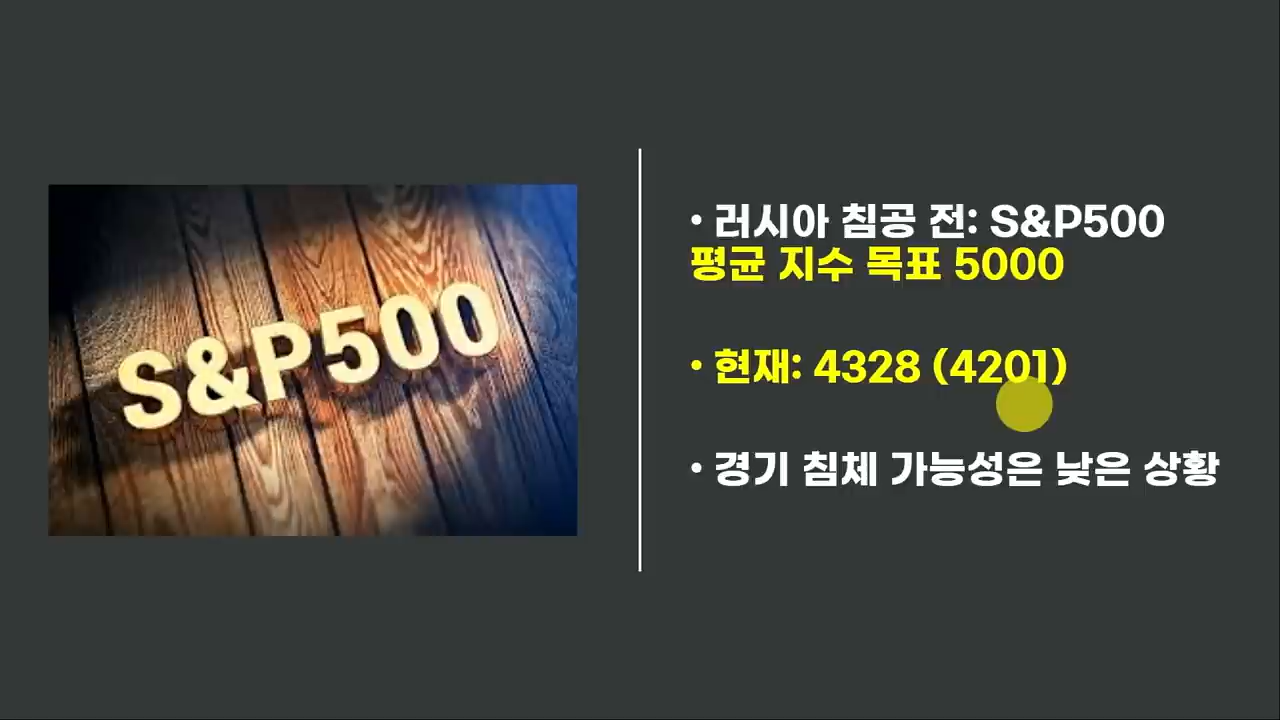 S&P500
• 러시아 침공 전: S&P500
평균 지수 목표 5000
• 현재: 4328 (4201)
• 경기 침체 가능성은 낮은 상황